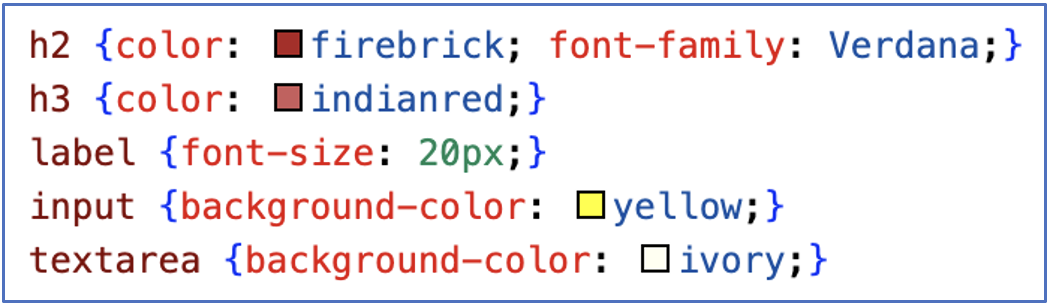 h2 {color: firebrick; font-family: Verdana;}
h3 {color: indianred;}
label {font-size: 20px;}
input {background-color: yellow;}
textarea {background-color: ivory;}